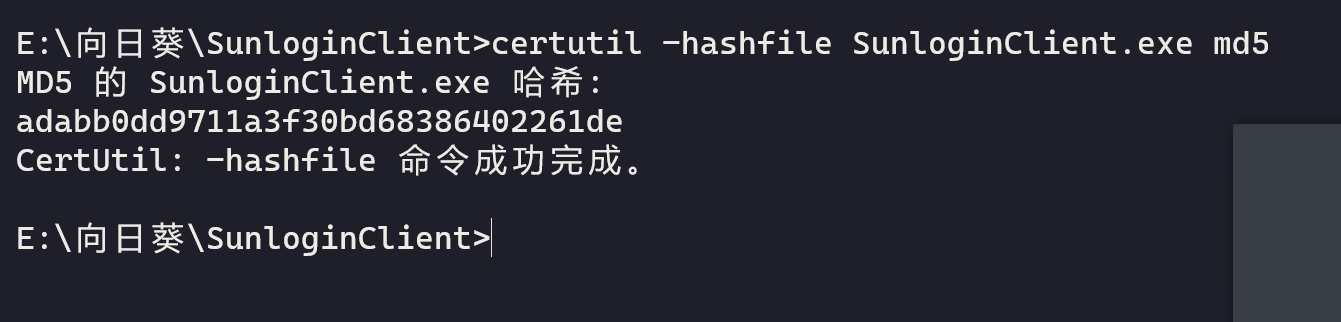 E:\向日葵\SunloginClient>certutil -hashfile SunloginClient.exe md5
MD5 的 SunloginClient.exe 哈希:
adabb0dd9711a3f30bd68386402261de
CertUtil: -hashfile 命令成功完成。
E:\向日葵\SunloginClient>